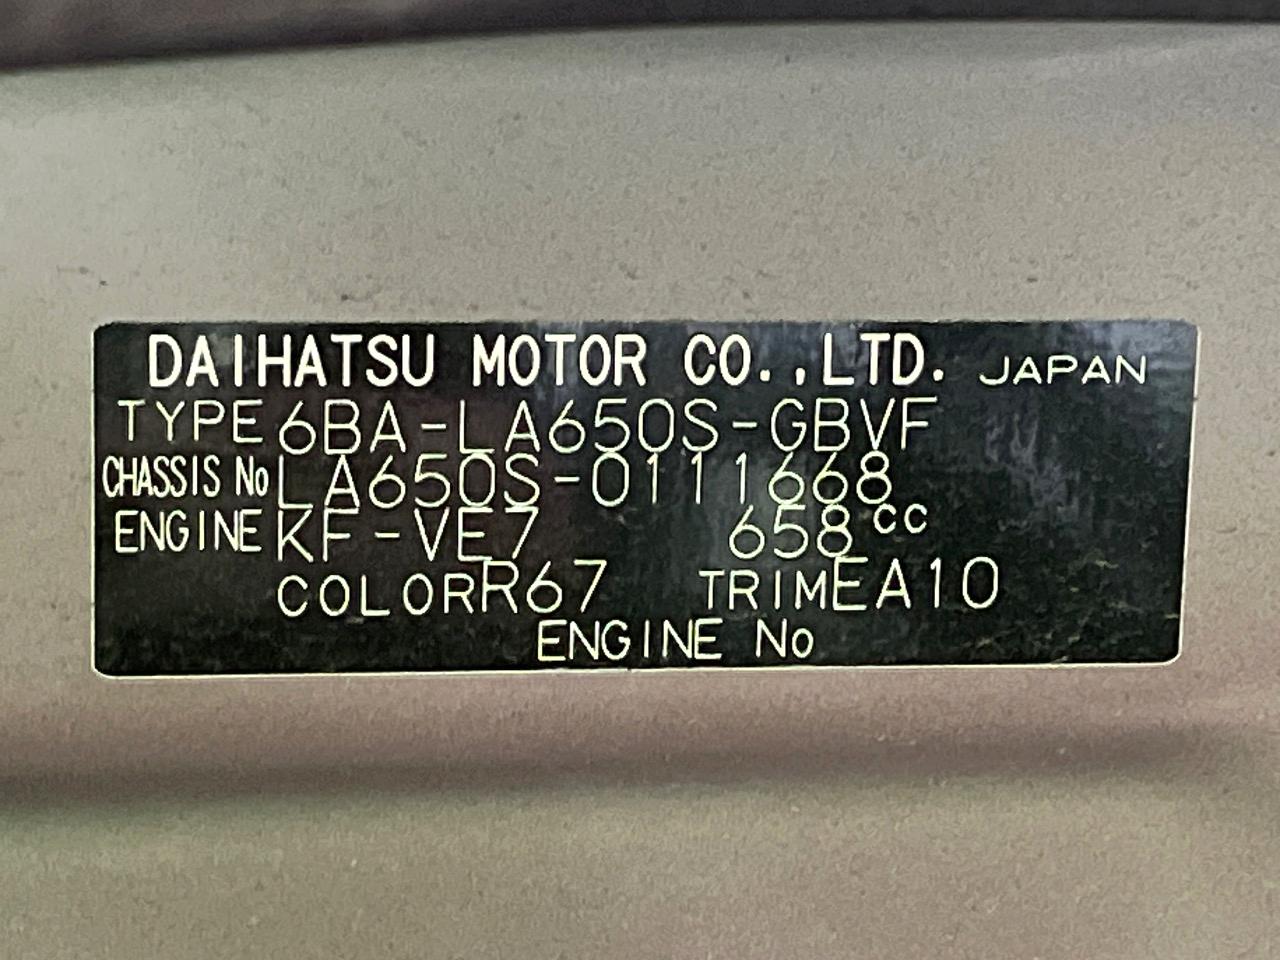 DAIHATSU MOTOR CO.,LTD. JAPAN
TYPE 6BA-LA650S-GBVF
CHASSIS No LA650S-0111668
ENGINE KF-VE7 658cc
COLOR R67 TRIM EA10
ENGINE No